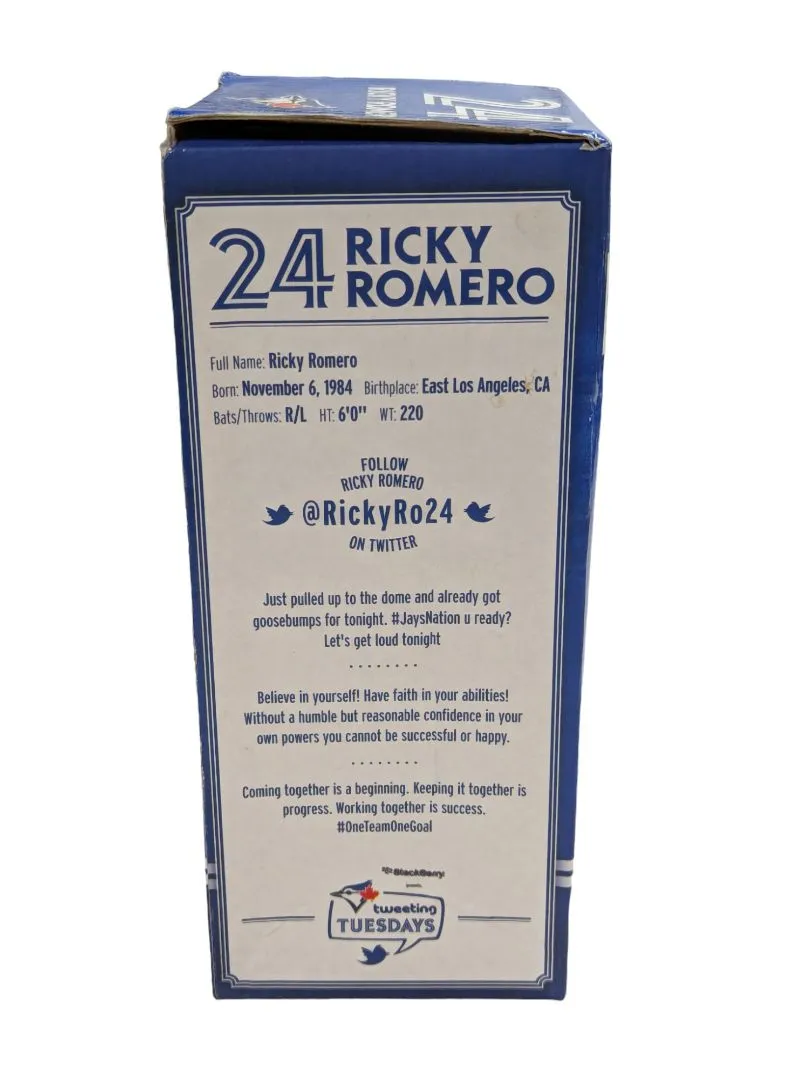 24
24 RICKY
ROMERO
Full Name: Ricky Romero
Born: November 6, 1984 Birthplace: East Los Angeles, CA
Bats/Throws: R/L HT: 6'0" WT: 220
FOLLOW
RICKY ROMERO
@RickyRo24
ON TWITTER
Just pulled up to the dome and already got
goosebumps for tonight. #JaysNation u ready?
Let's get loud tonight
Believe in yourself! Have faith in your abilities!
Without a humble but reasonable confidence in your
own powers you cannot be successful or happy.
Coming together is a beginning. Keeping it together is
progress. Working together is success.
#OneTeamOneGoal
BlackBerry
tweeting
TUESDAYS